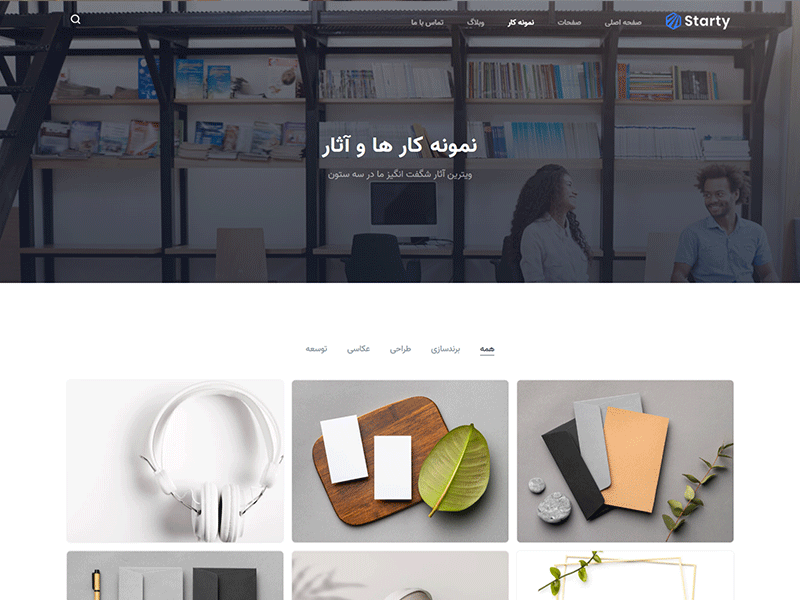 Starty
صفحه اصلی
صفحات
نمونه کار
وبلاگ
تماس با ما
نمونه کار ها و آثار
ویترین آثار شگفت انگیز ما در سه ستون
همه
برندسازی
طراحی
عکاسی
توسعه